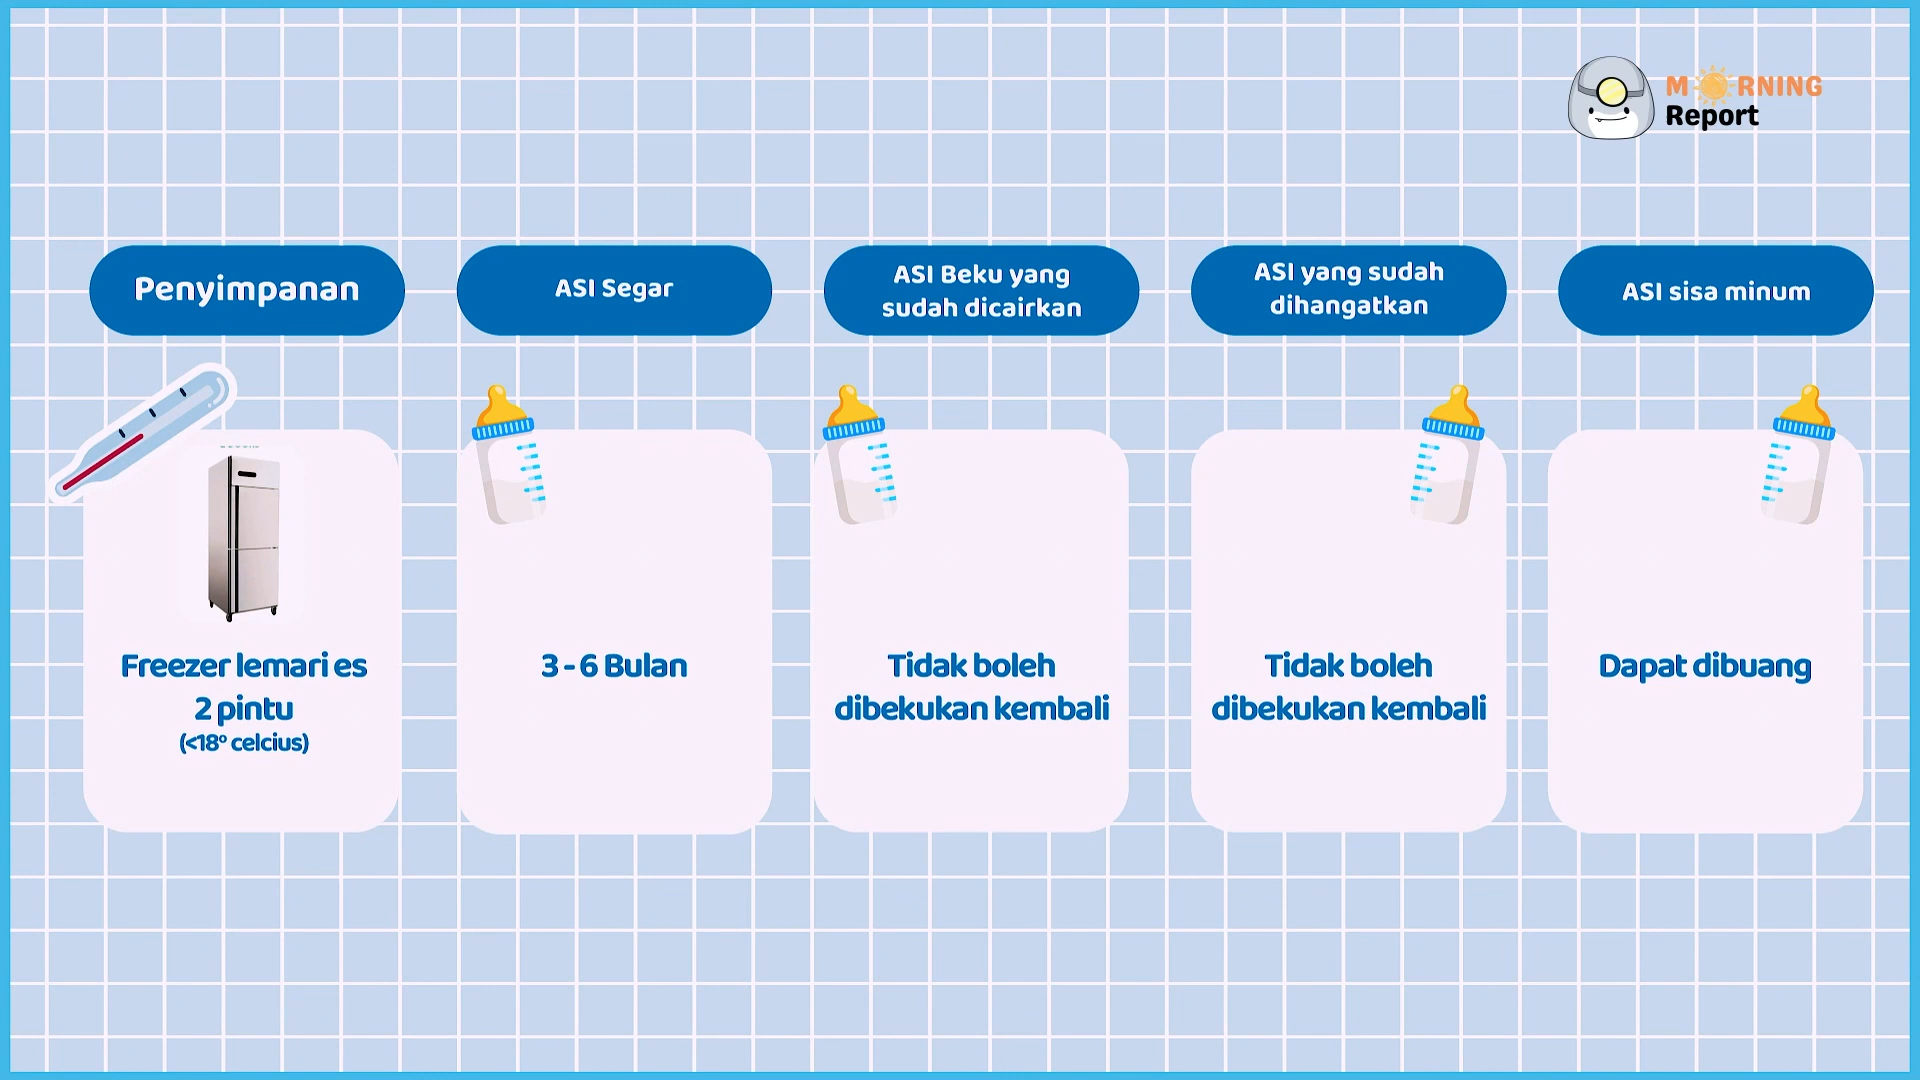 MORNING
Report
Penyimpanan
ASI Segar
ASI Beku yang
sudah dicairkan
ASI yang sudah
dihangatkan
ASI sisa minum
Freezer lemari es
2 pintu
(<18° celcius)
3 - 6 Bulan
Tidak boleh
dibekukan kembali
Tidak boleh
dibekukan kembali
Dapat dibuang